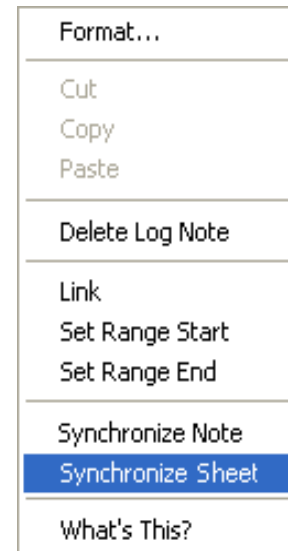 Format...
Cut
Copy
Paste
Delete Log Note
Link
Set Range Start
Set Range End
Synchronize Note
Synchronize Sheet
What's This?